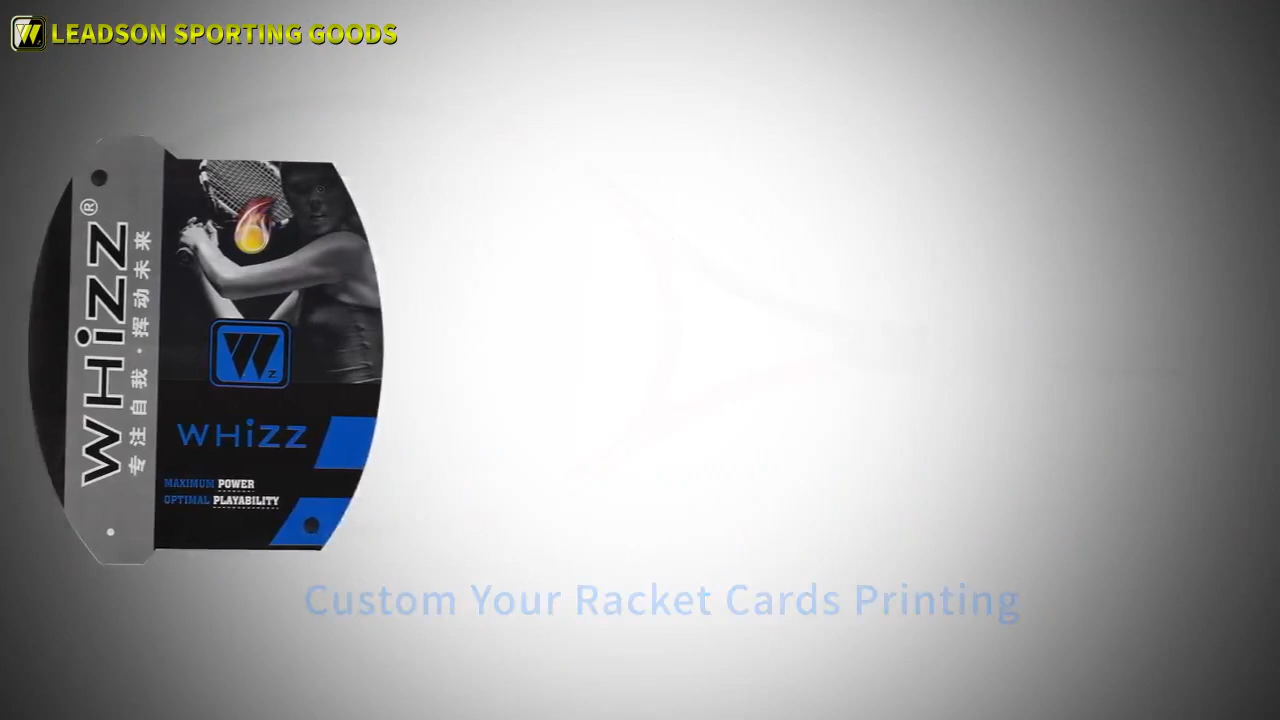 LEADSON SPORTING GOODS
WHiZZ®
专注自我·挥动未来
W
z
WHiZZ
MAXIMUM POWER
OPTIMAL PLAYABILITY
Custom Your Racket Cards Printing